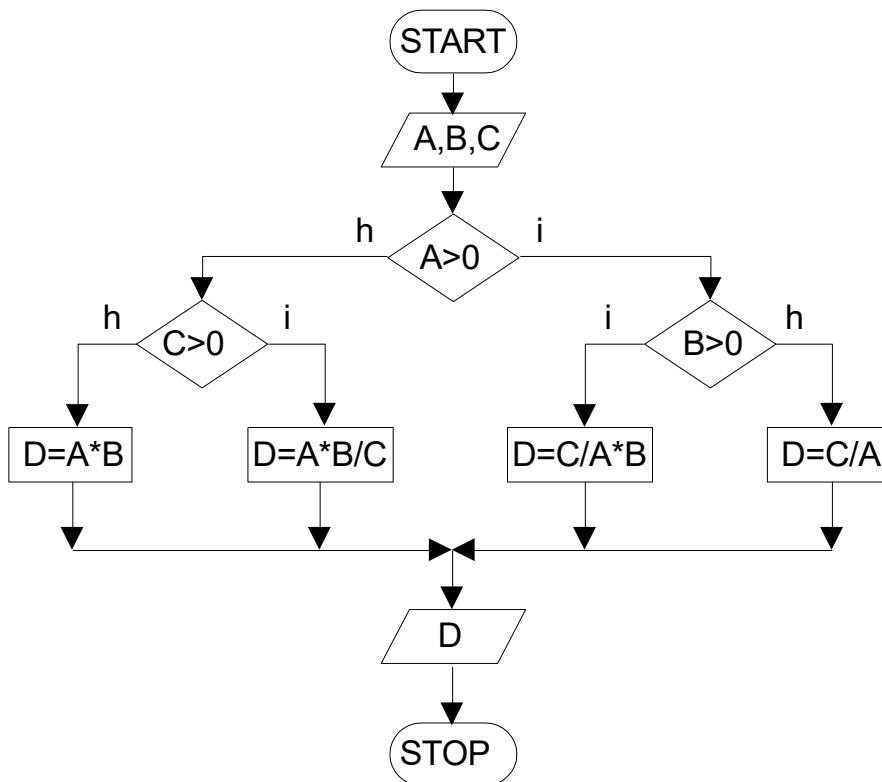 START
A,B,C
h
A>0
i
h
C>0
i
i
B>0
h
D=A*B
D=A*B/C
D=C/A*B
D=C/A
D
STOP